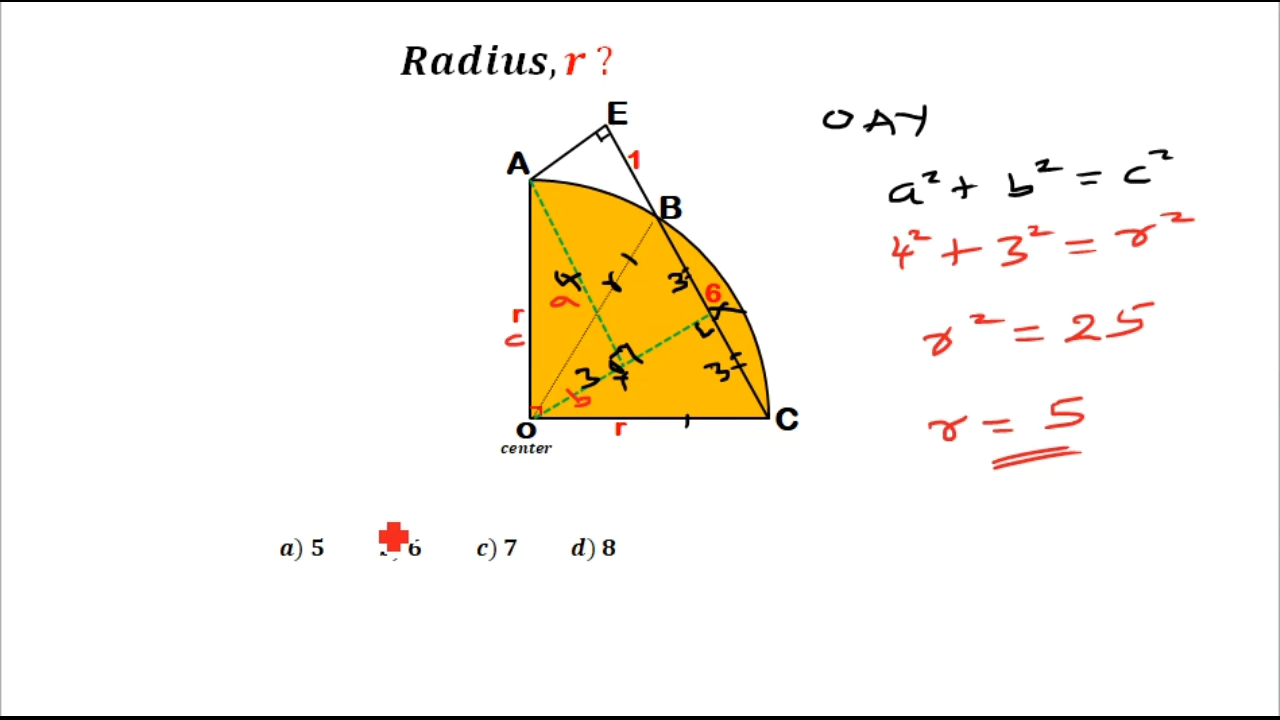 Radius, r ?
E
1
A
B
O A Y
a² + b² = c²
4² + 3² = r²
r² = 25
r = 5
4
a
r
3
6
X
r
c
3
Y
3
b
O
r
C
center
a) 5
6
c) 7
d) 8